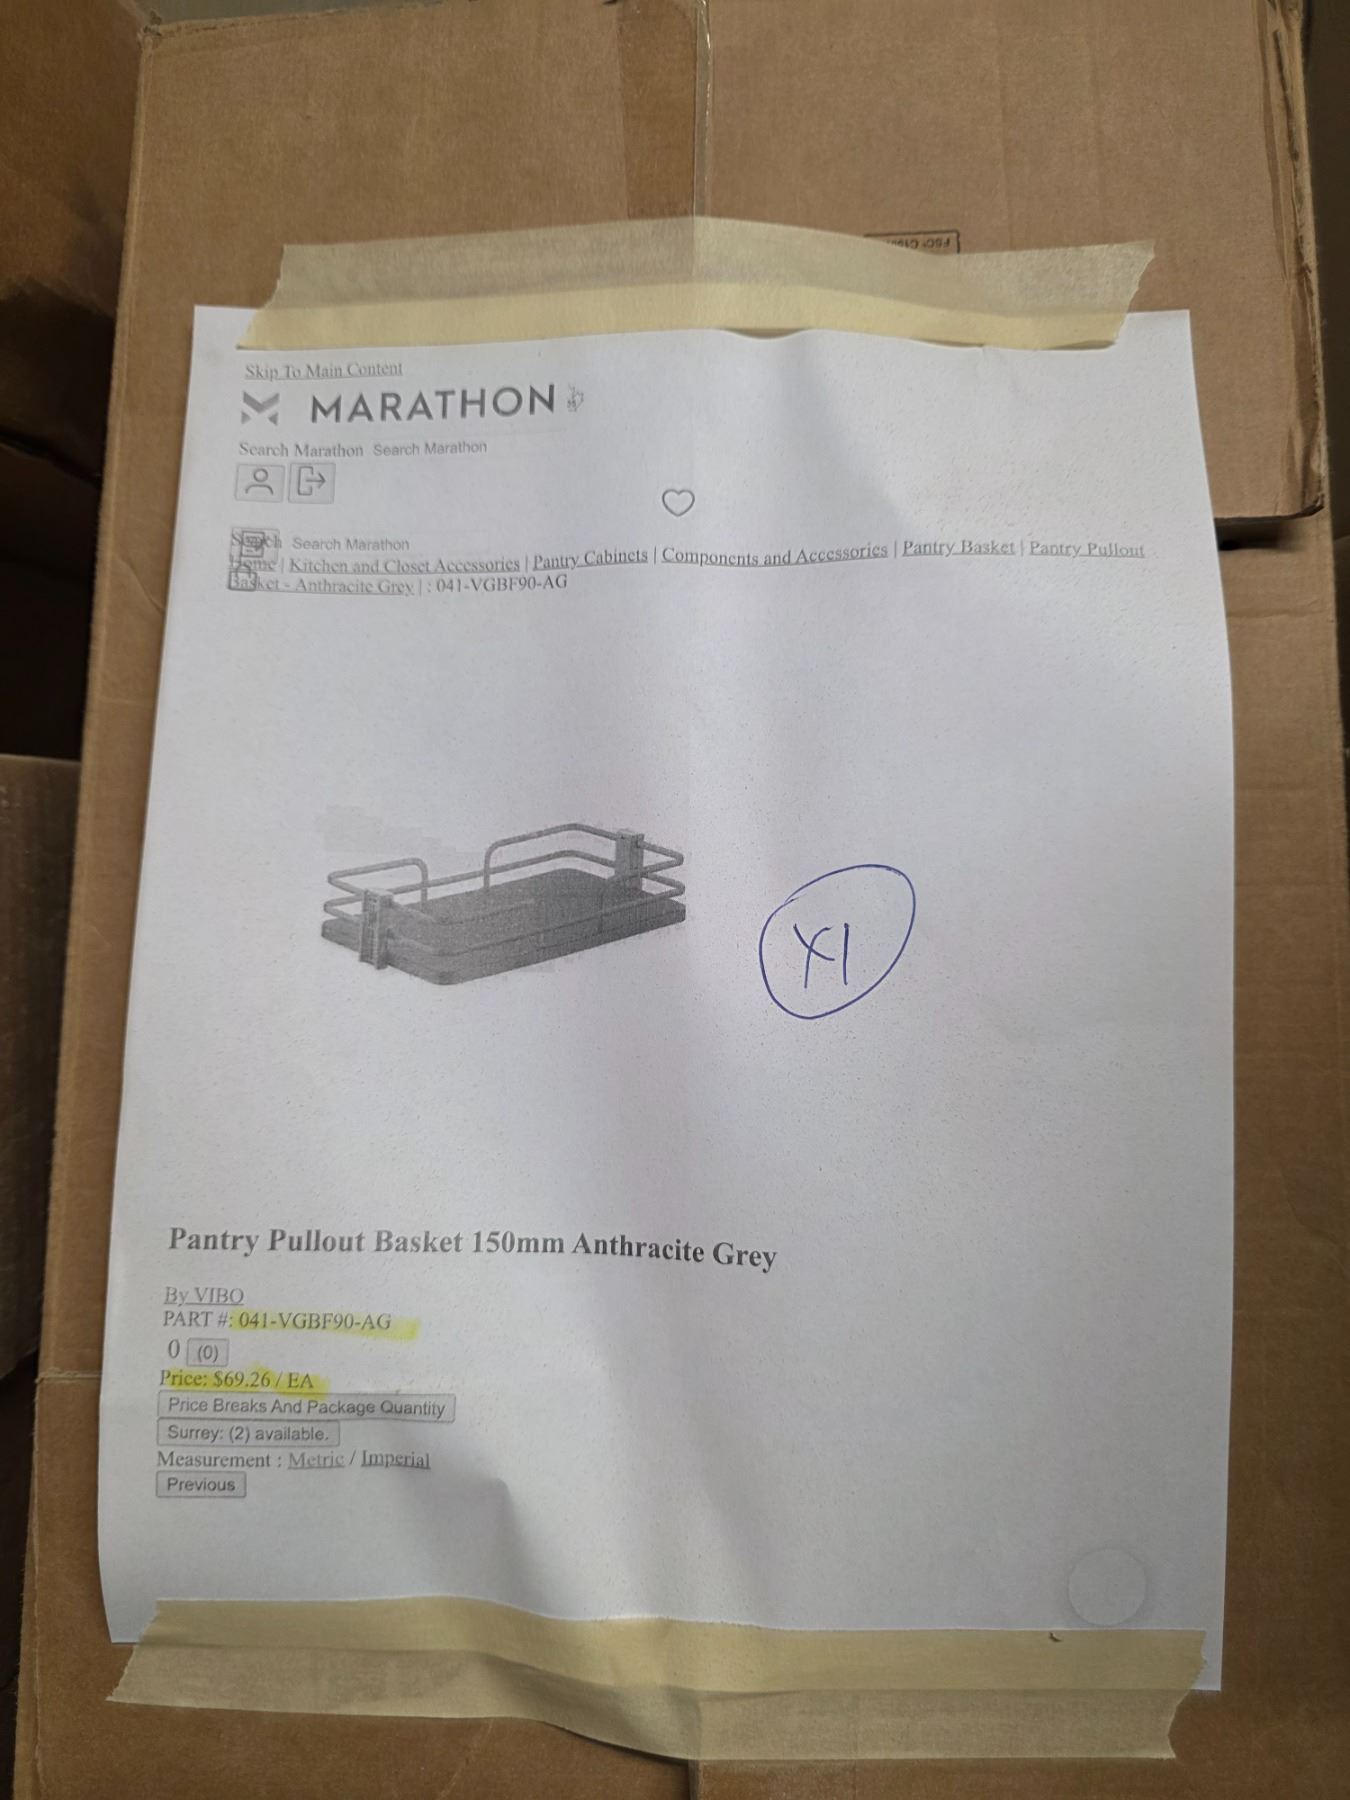 Skip To Main Content
MARATHON
Search Marathon Search Marathon
Search Search Marathon
Home | Kitchen and Closet Accessories | Pantry Cabinets | Components and Accessories | Pantry Basket | Pantry Pullout
Basket - Anthracite Grey | : 041-VGBF90-AG
X1
Pantry Pullout Basket 150mm Anthracite Grey
By VIBO
PART #: 041-VGBF90-AG
0 (0)
Price: $69.26 / EA
Price Breaks And Package Quantity
Surrey: (2) available.
Measurement : Metric / Imperial
Previous